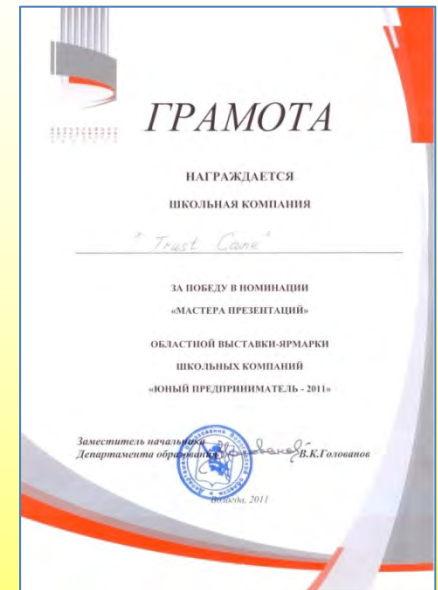 ГРАМОТА
НАГРАЖДАЕТСЯ
ШКОЛЬНАЯ КОМПАНИЯ
" Trust Cane "
ЗА ПОБЕДУ В НОМИНАЦИИ
«МАСТЕРА ПРЕЗЕНТАЦИЙ»
ОБЛАСТНОЙ ВЫСТАВКИ-ЯРМАРКИ
ШКОЛЬНЫХ КОМПАНИЙ
«ЮНЫЙ ПРЕДПРИНИМАТЕЛЬ - 2011»
Заместитель начальника
Департамента образования В.К.Голованов
Вологда, 2011